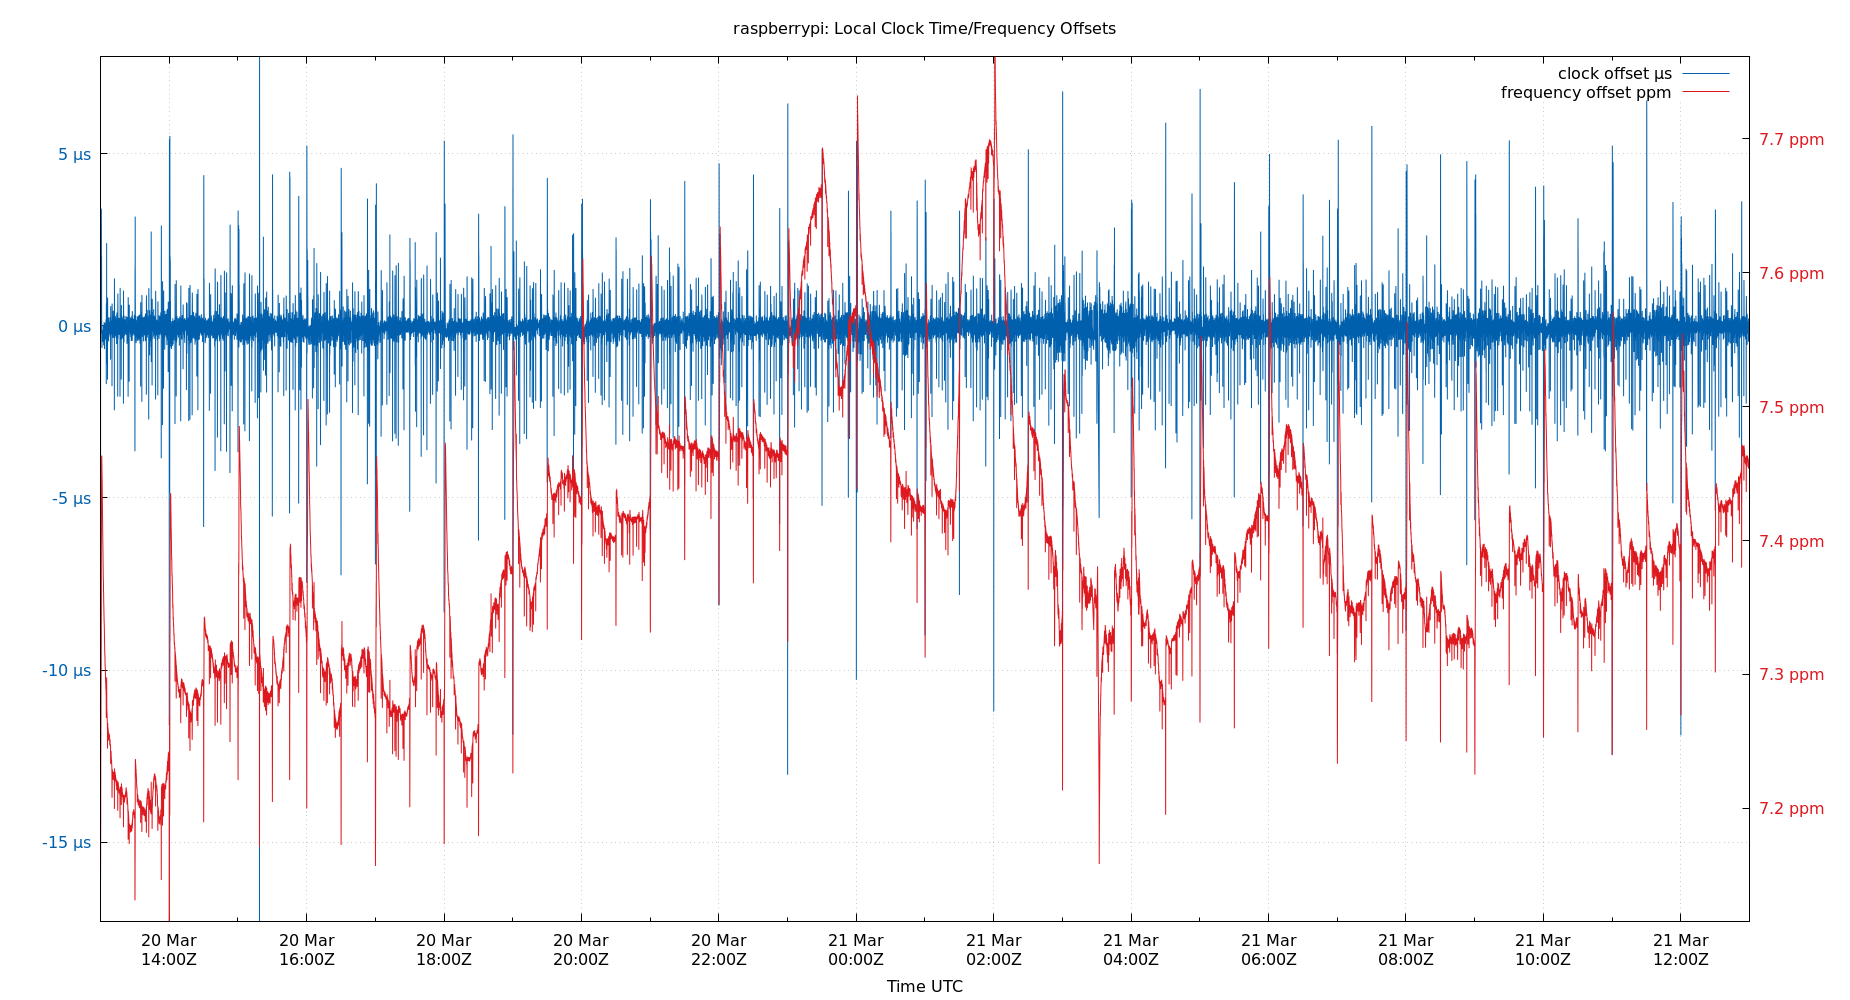 raspberrypi: Local Clock Time/Frequency Offsets
clock offset µs
frequency offset ppm
5 µs
0 µs
-5 µs
-10 µs
-15 µs
7.7 ppm
7.6 ppm
7.5 ppm
7.4 ppm
7.3 ppm
7.2 ppm
20 Mar
14:00Z
20 Mar
16:00Z
20 Mar
18:00Z
20 Mar
20:00Z
20 Mar
22:00Z
21 Mar
00:00Z
21 Mar
02:00Z
21 Mar
04:00Z
21 Mar
06:00Z
21 Mar
08:00Z
21 Mar
10:00Z
21 Mar
12:00Z
Time UTC